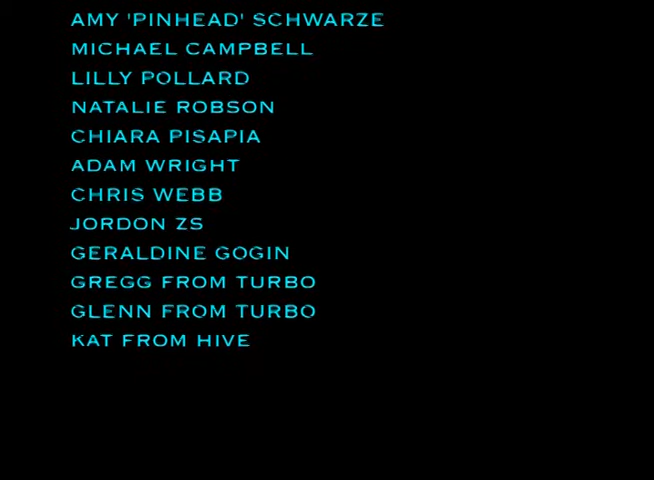 AMY 'PINHEAD' SCHWARZE
MICHAEL CAMPBELL
LILLY POLLARD
NATALIE ROBSON
CHIARA PISAPIA
ADAM WRIGHT
CHRIS WEBB
JORDON ZS
GERALDINE GOGIN
GREGG FROM TURBO
GLENN FROM TURBO
KAT FROM HIVE